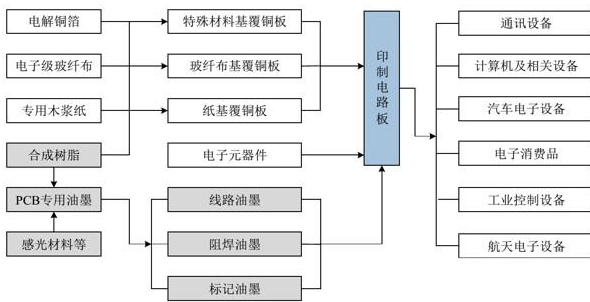 电解铜箔
特殊材料基覆铜板
通讯设备
电子级玻纤布
玻纤布基覆铜板
计算机及相关设备
专用木浆纸
纸基覆铜板
印制电路板
汽车电子设备
合成树脂
电子元器件
电子消费品
PCB专用油墨
线路油墨
工业控制设备
感光材料等
阻焊油墨
航天电子设备
标记油墨